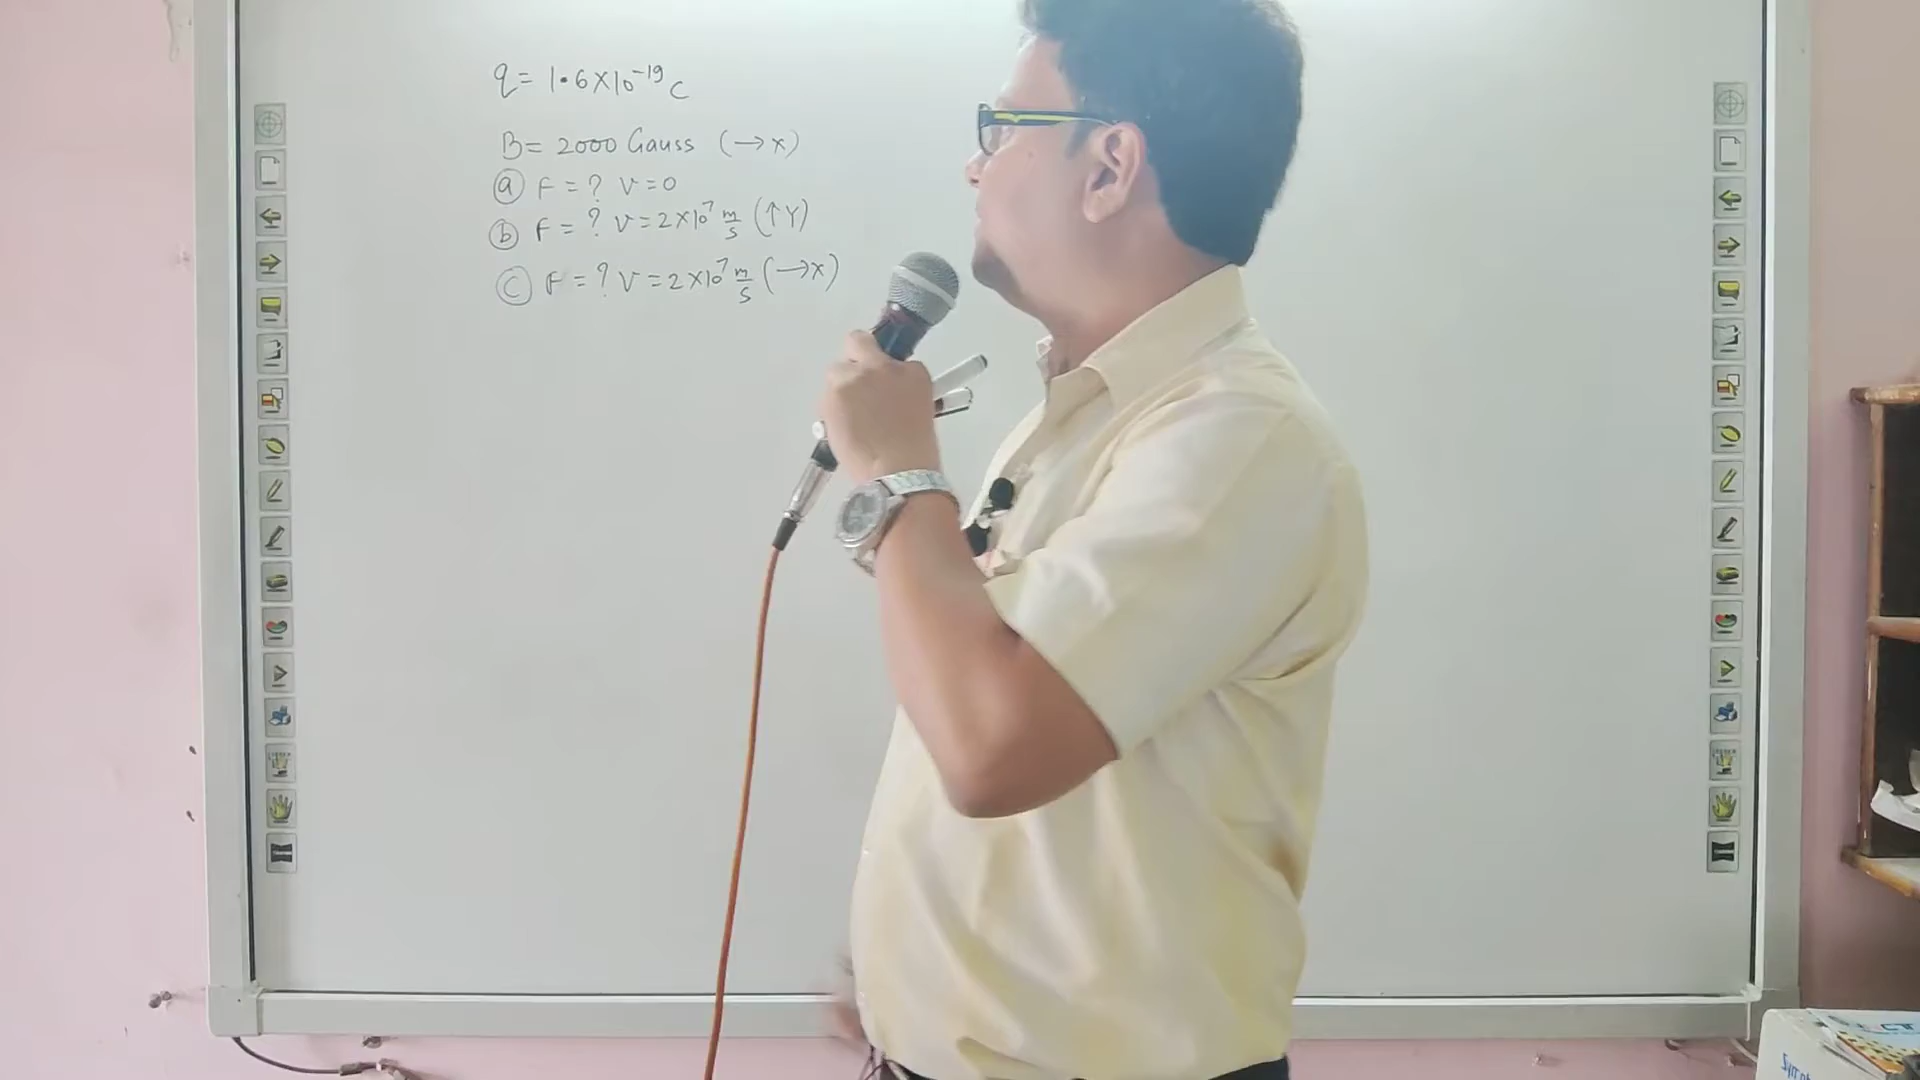 q = 1.6×10⁻¹⁹ C
B = 2000 Gauss (→ x)
ⓐ F = ? v = 0
ⓑ F = ? v = 2×10⁷ m/s (↑ Y)
ⓒ F = ? v = 2×10⁷ m/s (→ x)